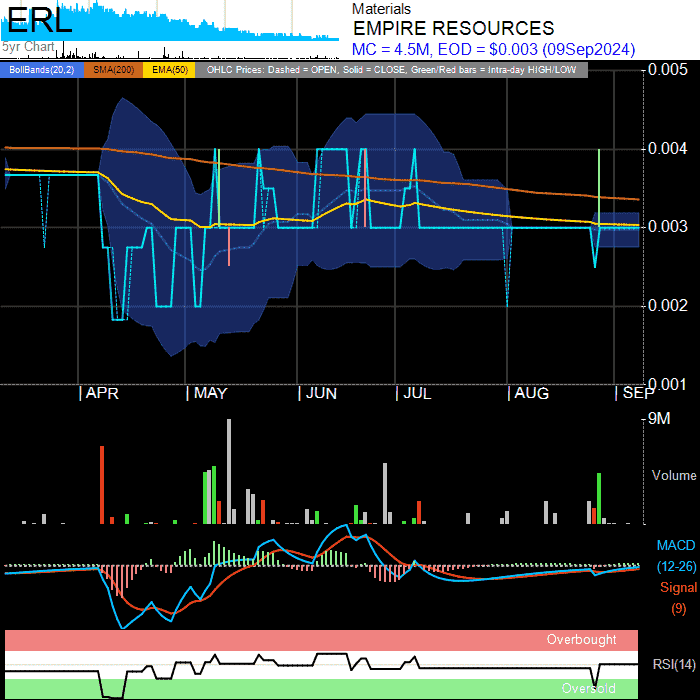 ERL
5yr Chart
Materials
EMPIRE RESOURCES
MC = 4.5M, EOD = $0.003 (09Sep2024)
BollBands(20,2) SMA(200) EMA(50) OHLC Prices: Dashed = OPEN, Solid = CLOSE, Green/Red bars = Intra-day HIGH/LOW
0.005
0.004
0.003
0.002
0.001
APR MAY JUN JUL AUG SEP
9M
Volume
MACD
(12-26)
Signal
(9)
Overbought
RSI(14)
Oversold